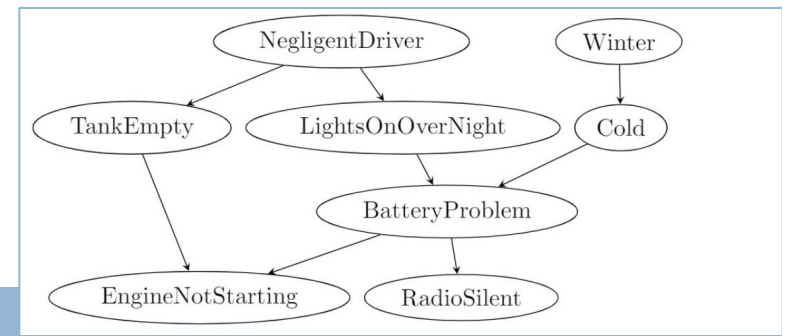 NegligentDriver
Winter
TankEmpty
LightsOnOverNight
Cold
BatteryProblem
EngineNotStarting
RadioSilent